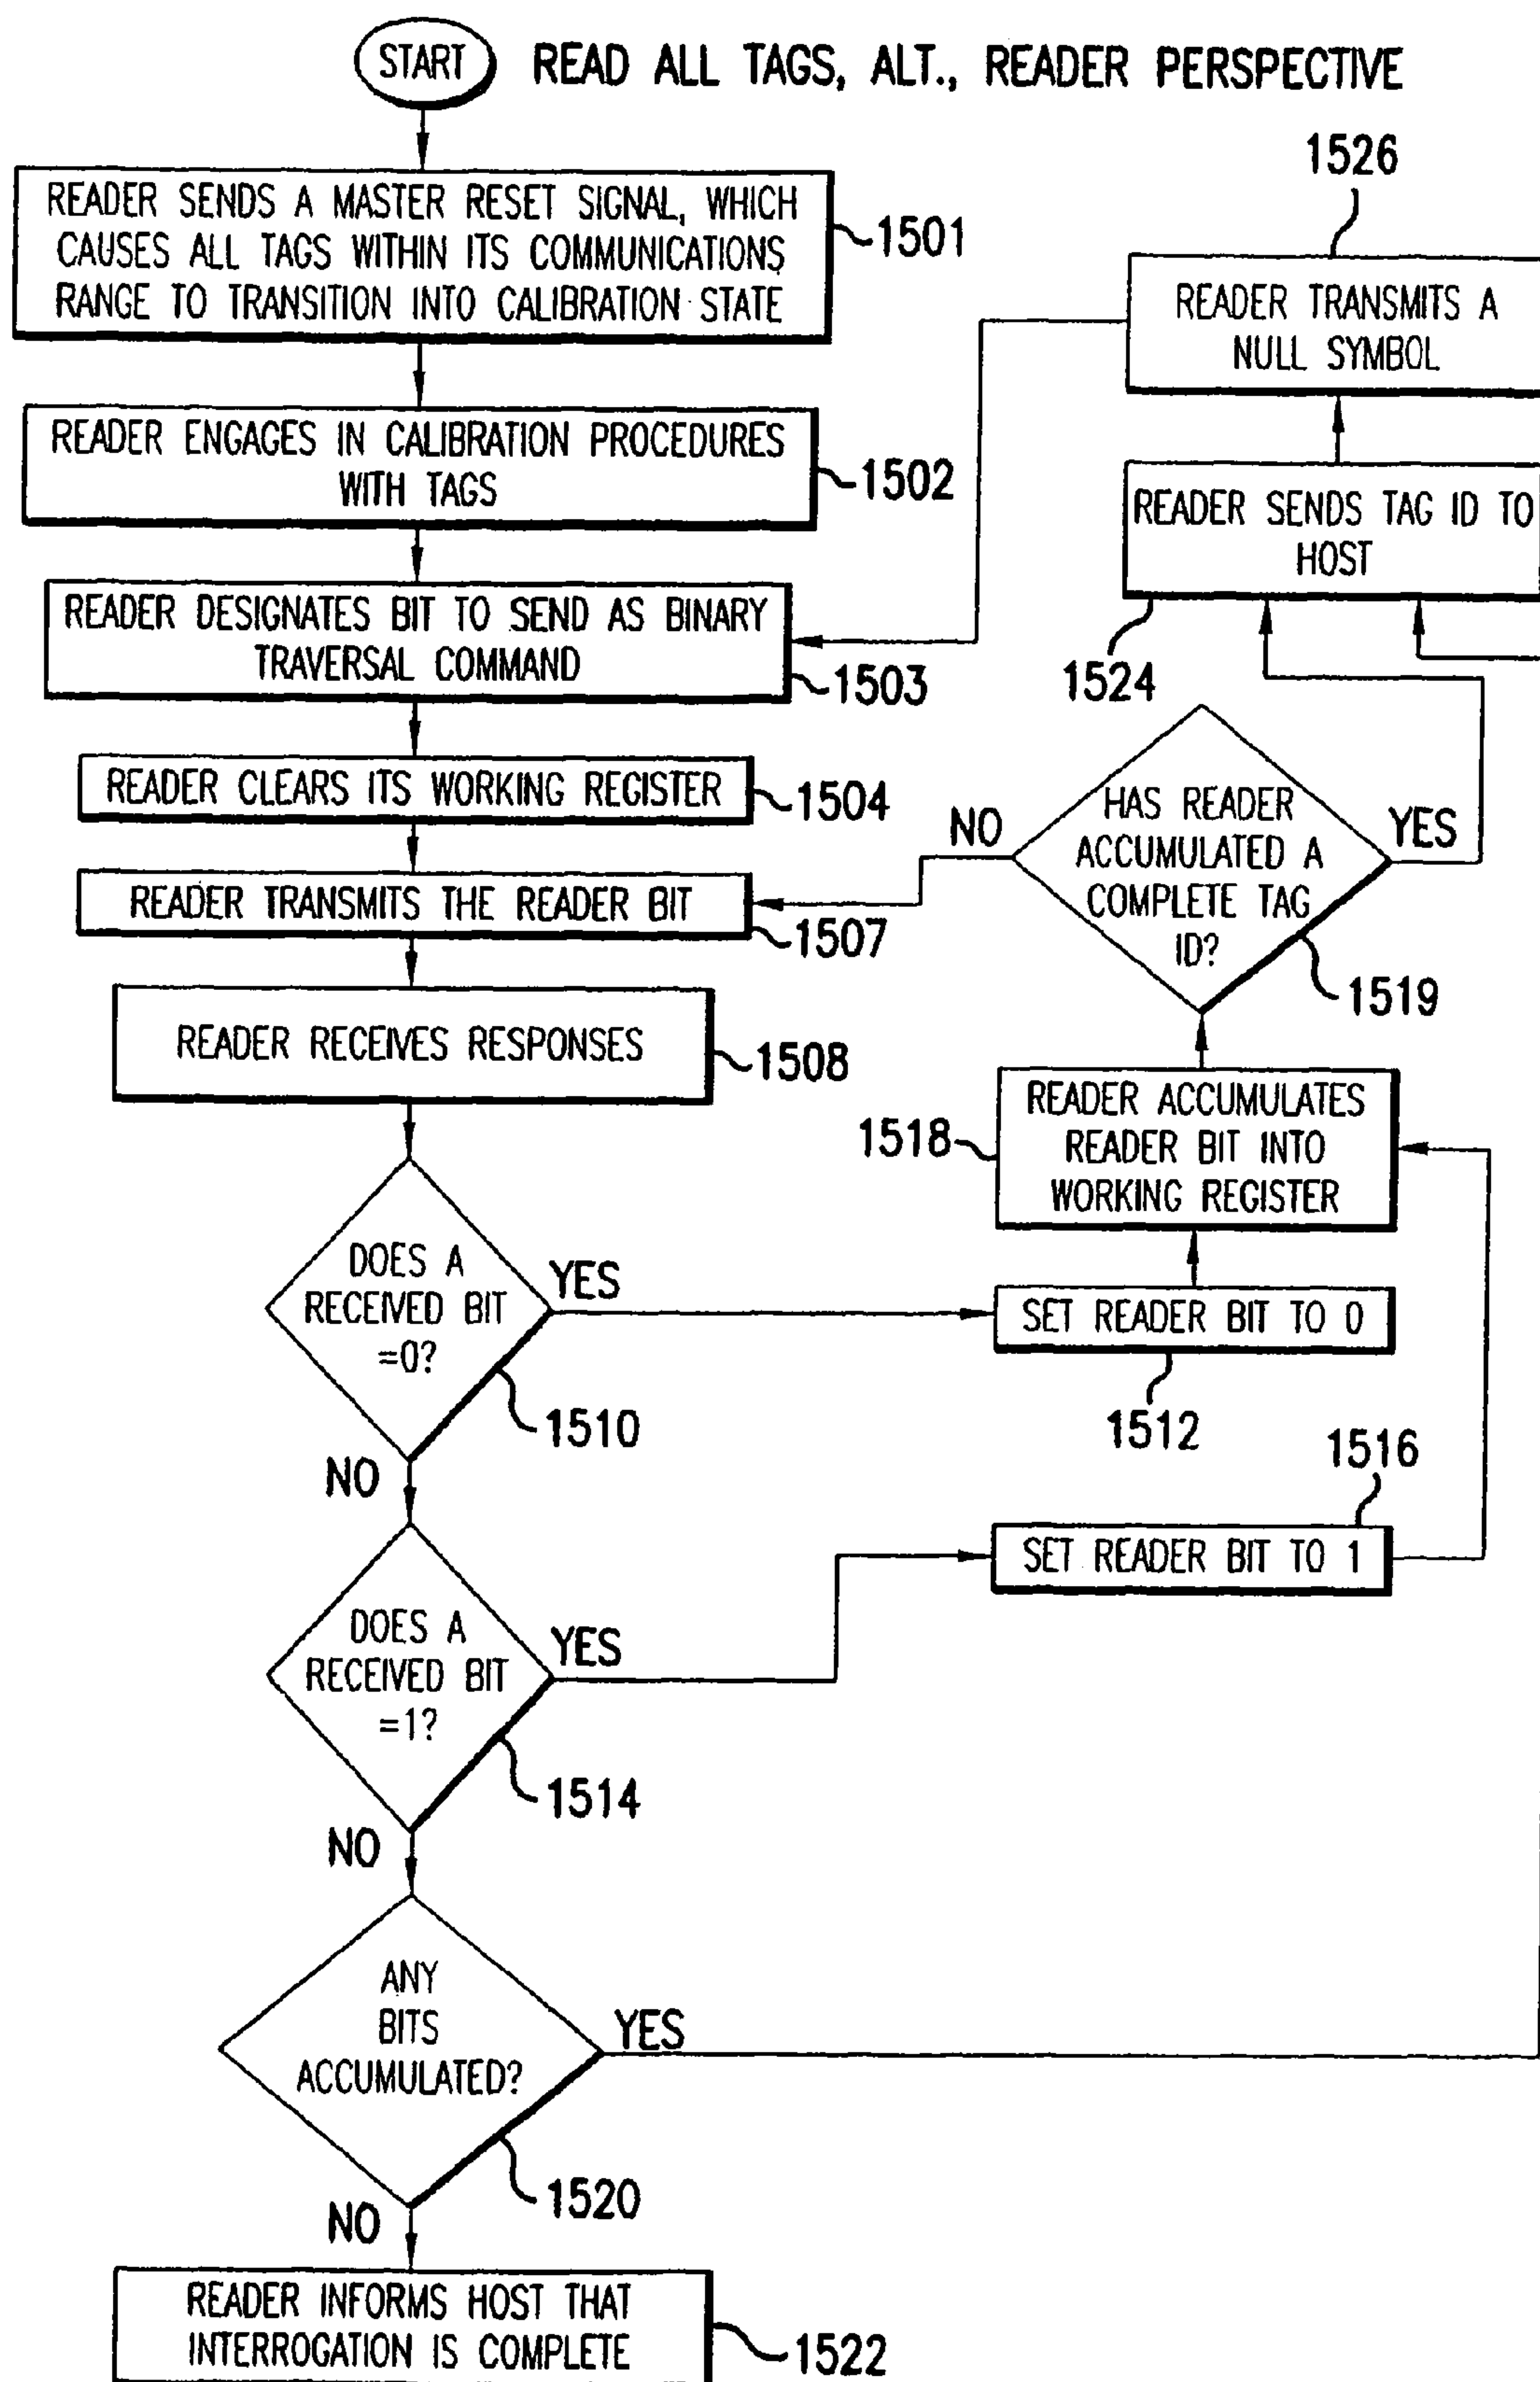 START
READ ALL TAGS, ALT., READER PERSPECTIVE
READER SENDS A MASTER RESET SIGNAL, WHICH
CAUSES ALL TAGS WITHIN ITS COMMUNICATIONS
RANGE TO TRANSITION INTO CALIBRATION STATE
1501
READER ENGAGES IN CALIBRATION PROCEDURES
WITH TAGS
1502
READER DESIGNATES BIT TO SEND AS BINARY
TRAVERSAL COMMAND
1503
READER CLEARS ITS WORKING REGISTER
1504
READER TRANSMITS THE READER BIT
1507
READER RECEIVES RESPONSES
1508
DOES A
RECEIVED BIT
=0?
YES
1510
NO
DOES A
RECEIVED BIT
=1?
YES
1514
NO
ANY
BITS
ACCUMULATED?
YES
1520
NO
READER INFORMS HOST THAT
INTERROGATION IS COMPLETE
1522
1526
READER TRANSMITS A
NULL SYMBOL
READER SENDS TAG ID TO
HOST
1524
HAS READER
ACCUMULATED A
COMPLETE TAG
ID?
NO
YES
1519
READER ACCUMULATES
READER BIT INTO
WORKING REGISTER
1518
SET READER BIT TO 0
1512
1516
SET READER BIT TO 1